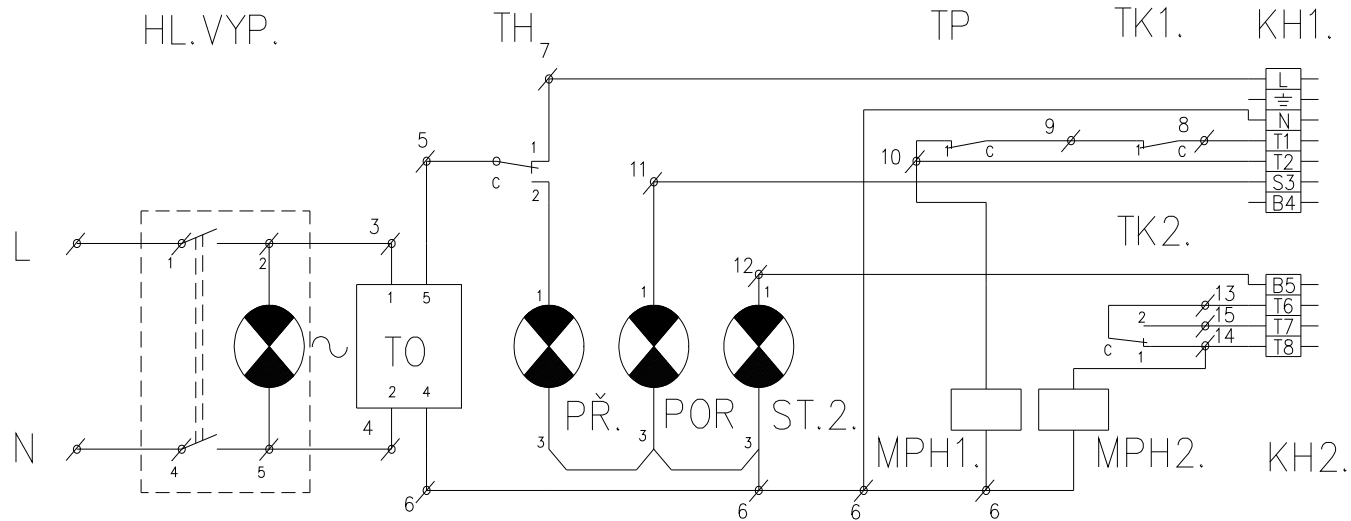 HL.VYP.
TH
TP
TK1.
KH1.
7
L
N
5
1
9
8
T1
10
1
C
1
C
T2
C
2
11
S3
B4
TK2.
L
1
2
3
12
B5
1
5
1
1
1
13
T6
2
15
T7
TO
C
1
14
T8
2
4
PŘ.
POR
ST.2.
N
4
5
4
3
3
3
MPH1.
MPH2.
KH2.
6
6
6
6